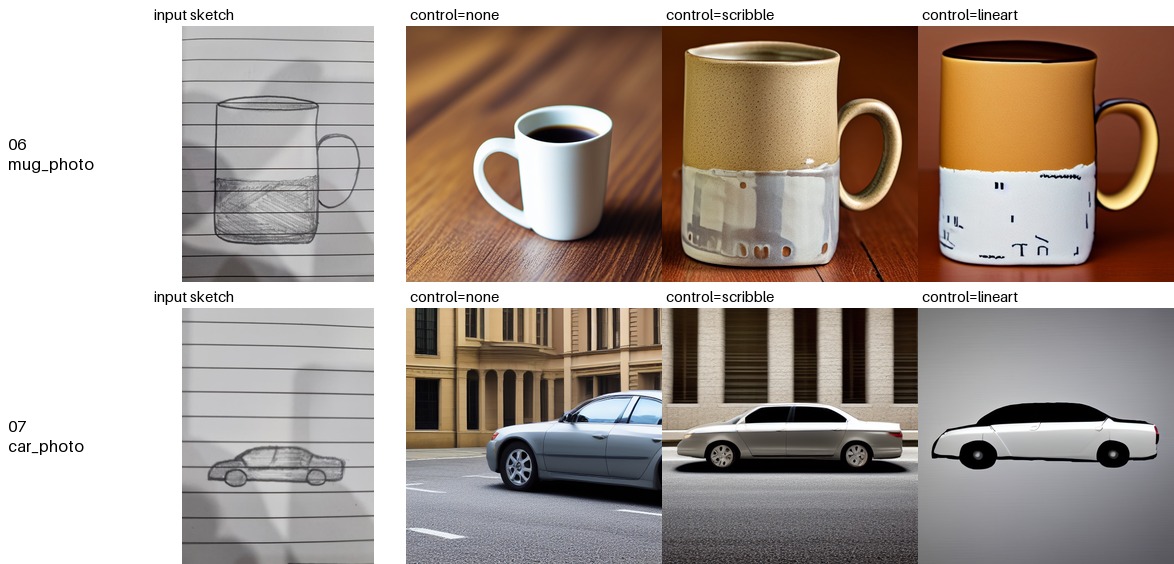 input sketch
control=none
control=scribble
control=lineart
06
mug_photo
input sketch
control=none
control=scribble
control=lineart
07
car_photo